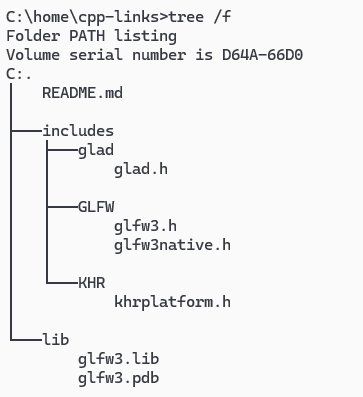 C:\home\cpp-links>tree /f
Folder PATH listing
Volume serial number is D64A-66D0
C:.
│   README.md
│
├───includes
│   ├───glad
│   │       glad.h
│   │
│   ├───GLFW
│   │       glfw3.h
│   │       glfw3native.h
│   │
│   └───KHR
│           khrplatform.h
│
└───lib
        glfw3.lib
        glfw3.pdb